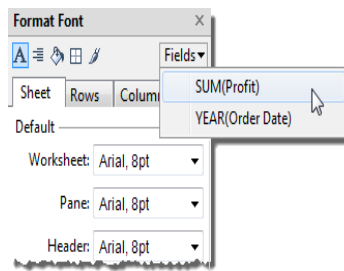 Format Font x
A Fields
Sheet Rows Colum
SUM(Profit)
YEAR(Order Date)
Default
Worksheet: Arial, 8pt
Pane: Arial, 8pt
Header: Arial, 8pt